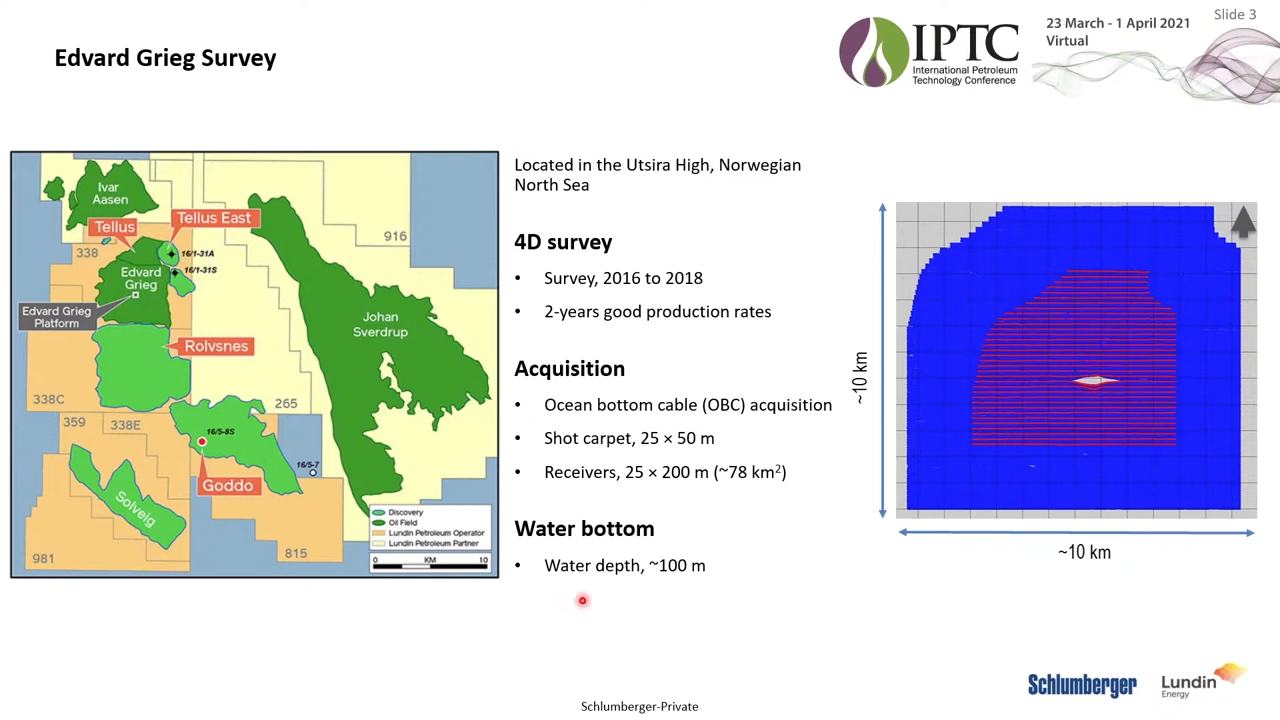 Slide 3
Edvard Grieg Survey
IPTC
International Petroleum
Technology Conference
23 March - 1 April 2021
Virtual
Ivar
Aasen
Tellus East
Tellus
916
338
16/1-31A
16/1-31S
Edvard
Grieg
Edvard Grieg
Platform
Johan
Sverdrup
Rolvsnes
338C
265
359
338E
16/5-8S
16/5-7
Goddo
Solveig
981
815
Discovery
Oil Field
Lundin Petroleum Operator
Lundin Petroleum Partner
0 KM 10
Located in the Utsira High, Norwegian
North Sea
4D survey
• Survey, 2016 to 2018
• 2-years good production rates
Acquisition
• Ocean bottom cable (OBC) acquisition
• Shot carpet, 25 × 50 m
• Receivers, 25 × 200 m (~78 km²)
Water bottom
• Water depth, ~100 m
~10 km
~10 km
Schlumberger
Lundin
Energy
Schlumberger-Private